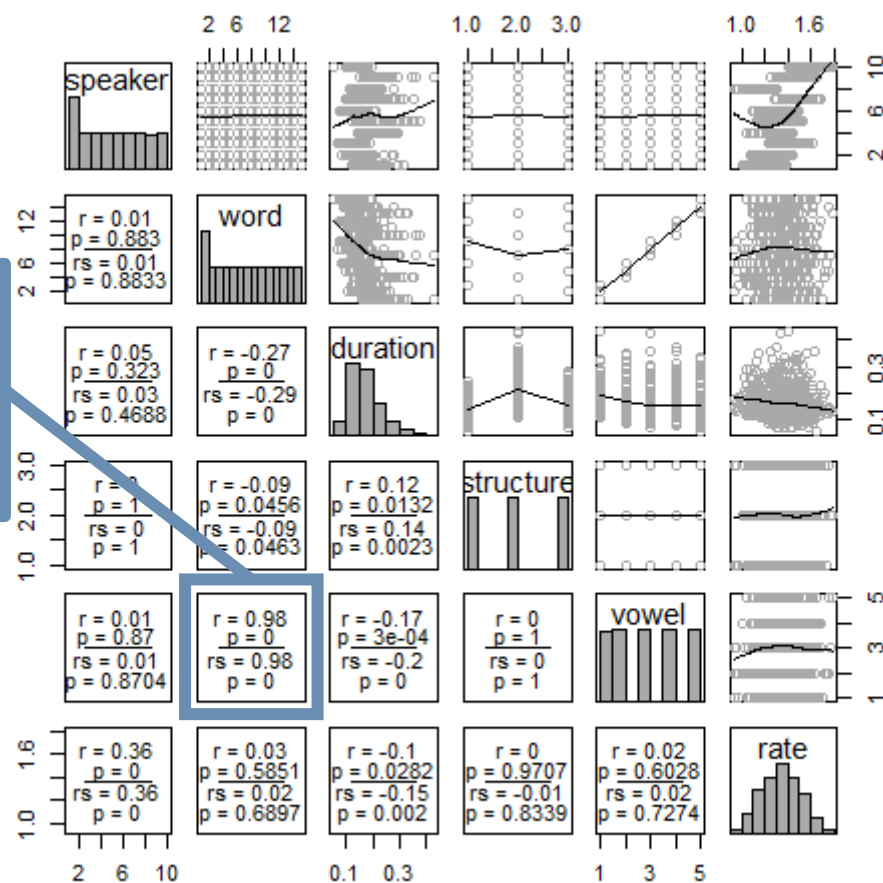 2 6 12
1.0 2.0 3.0
1.0 1.6
speaker
2 6 10
2 6 12
r = 0.01
p = 0.883
rs = 0.01
p = 0.8833
word
r = 0.05
p = 0.323
rs = 0.03
p = 0.4688
r = -0.27
p = 0
rs = -0.29
p = 0
duration
0.1 0.3
1.0 2.0 3.0
r = 0
p = 1
rs = 0
p = 1
r = -0.09
p = 0.0456
rs = -0.09
p = 0.0463
r = 0.12
p = 0.0132
rs = 0.14
p = 0.0023
structure
r = 0.01
p = 0.87
rs = 0.01
p = 0.8704
r = 0.98
p = 0
rs = 0.98
p = 0
r = -0.17
p = 3e-04
rs = -0.2
p = 0
r = 0
p = 1
rs = 0
p = 1
vowel
1 3 5
1.0 1.6
r = 0.36
p = 0
rs = 0.36
p = 0
r = 0.03
p = 0.5851
rs = 0.02
p = 0.6897
r = -0.1
p = 0.0282
rs = -0.15
p = 0.002
r = 0
p = 0.9707
rs = -0.01
p = 0.8339
r = 0.02
p = 0.6028
rs = 0.02
p = 0.7274
rate
2 6 10
0.1 0.3
1 3 5